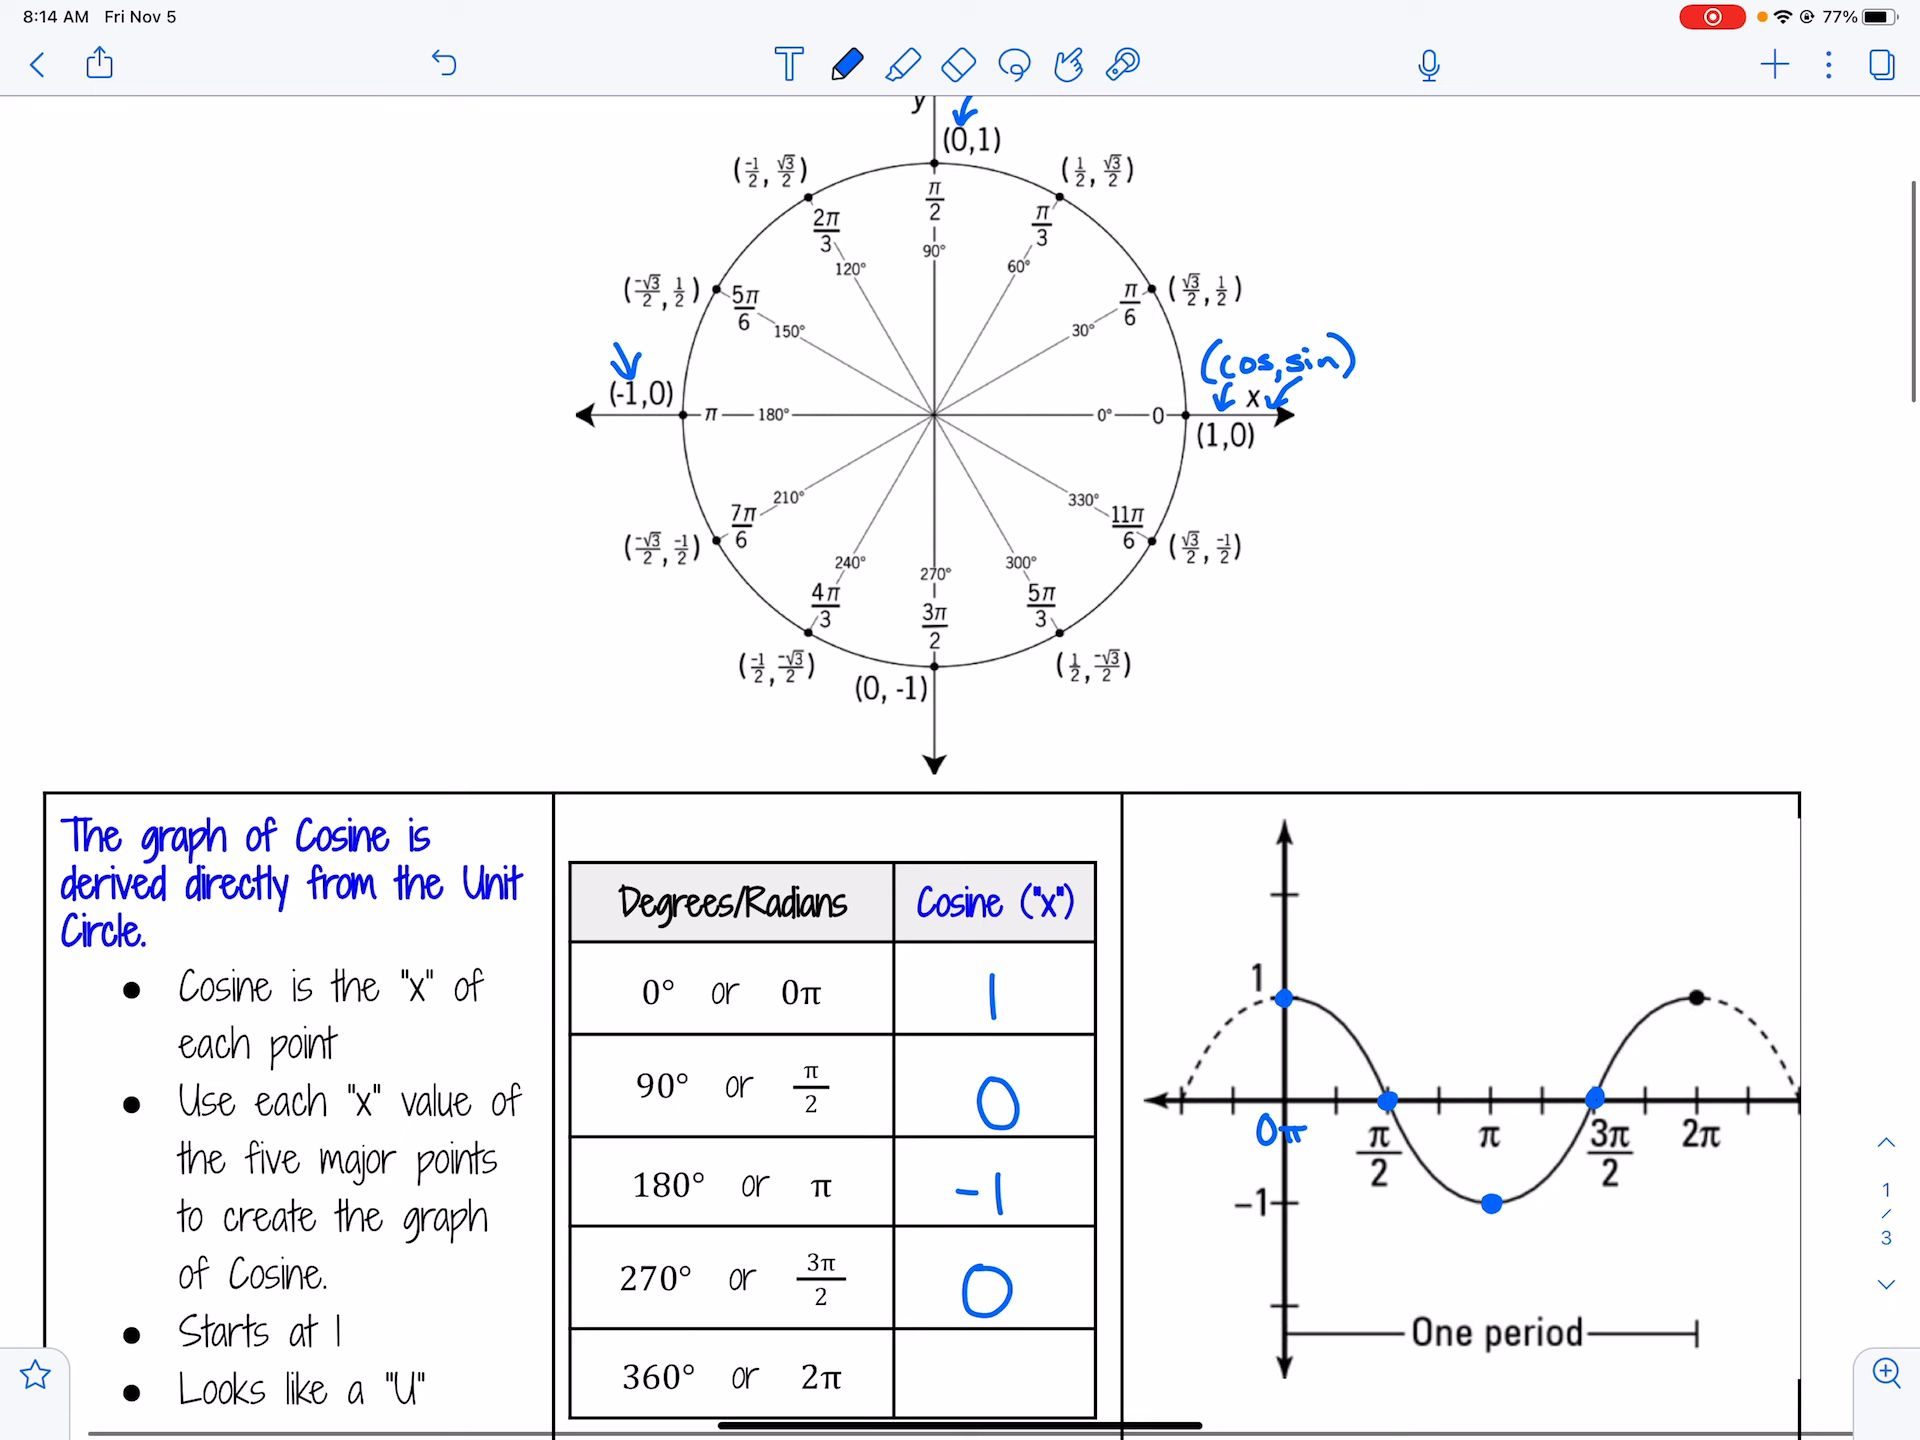 8:14 AM Fri Nov 5
77%
y
(0,1)
(-1/2, √3/2)
(1/2, √3/2)
π/2
2π/3
π/3
90°
120°
60°
(-√3/2, 1/2)
5π/6
π/6
(√3/2, 1/2)
150°
30°
(cos, sin)
(-1,0)
x
π
180°
0°
0
(1,0)
210°
330°
7π/6
11π/6
(-√3/2, -1/2)
(√3/2, -1/2)
240°
270°
300°
4π/3
3π/2
5π/3
(-1/2, -√3/2)
(1/2, -√3/2)
(0, -1)
The graph of Cosine is
derived directly from the Unit
Circle.
● Cosine is the "x" of
each point
● Use each "x" value of
the five major points
to create the graph
of Cosine.
● Starts at 1
● Looks like a "U"
Degrees/Radians Cosine ("x")
0° or 0π 1
90° or π/2 0
180° or π -1
270° or 3π/2 0
360° or 2π
1
0π π/2 π 3π/2 2π
-1
One period
1
/
3